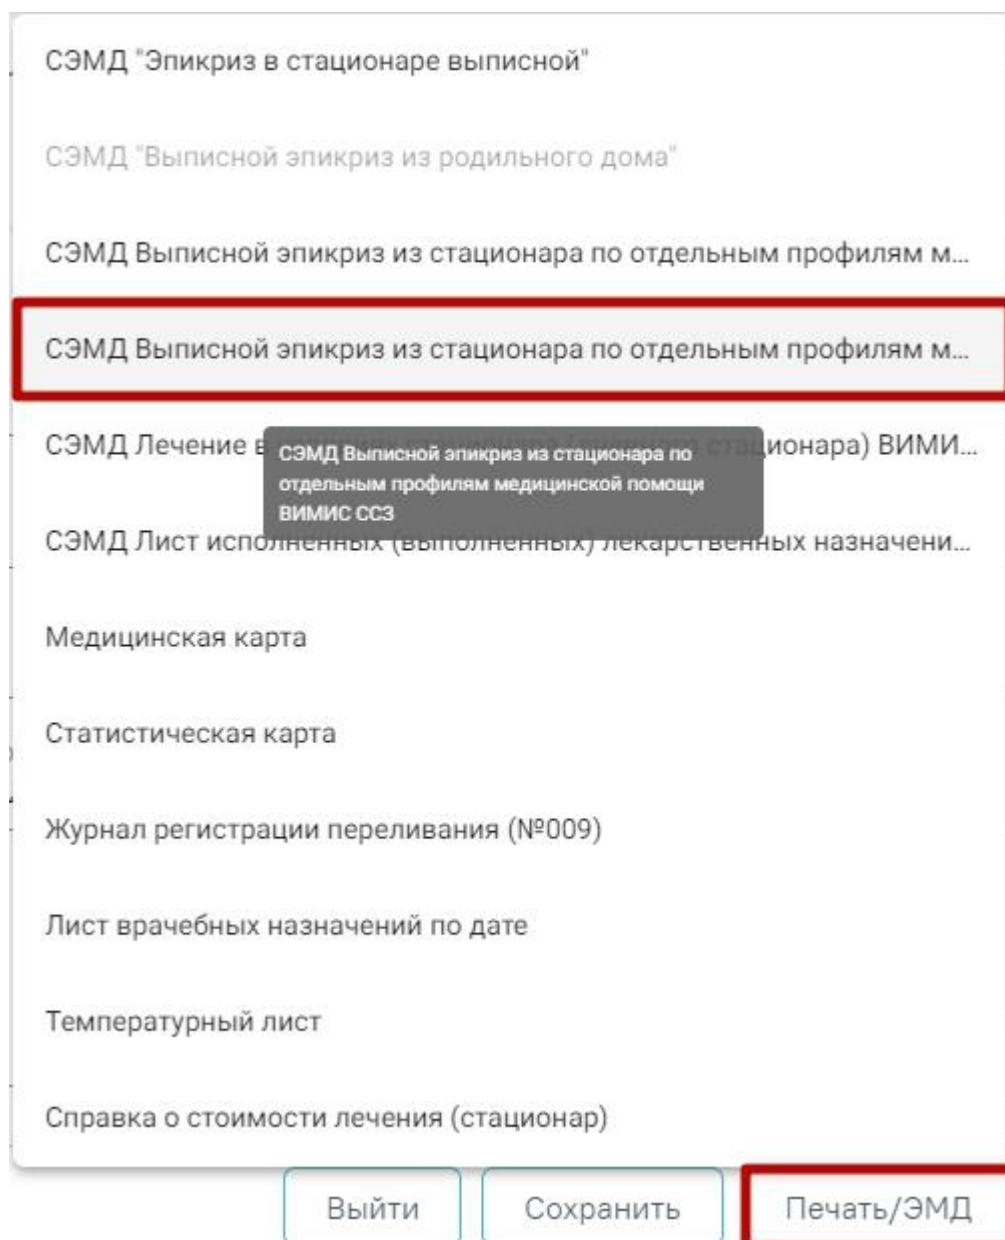 СЭМД "Эпикриз в стационаре выписной"
СЭМД "Выписной эпикриз из родильного дома"
СЭМД Выписной эпикриз из стационара по отдельным профилям м...
СЭМД Выписной эпикриз из стационара по отдельным профилям м...
СЭМД Лечение в ционара) ВИМИ...
СЭМД Выписной эпикриз из стационара по
отдельным профилям медицинской помощи
ВИМИС ССЗ
СЭМД Лист исполненных (выполненных) лекарственных назначени...
Медицинская карта
Статистическая карта
Журнал регистрации переливания (№009)
Лист врачебных назначений по дате
Температурный лист
Справка о стоимости лечения (стационар)
Выйти
Сохранить
Печать/ЭМД